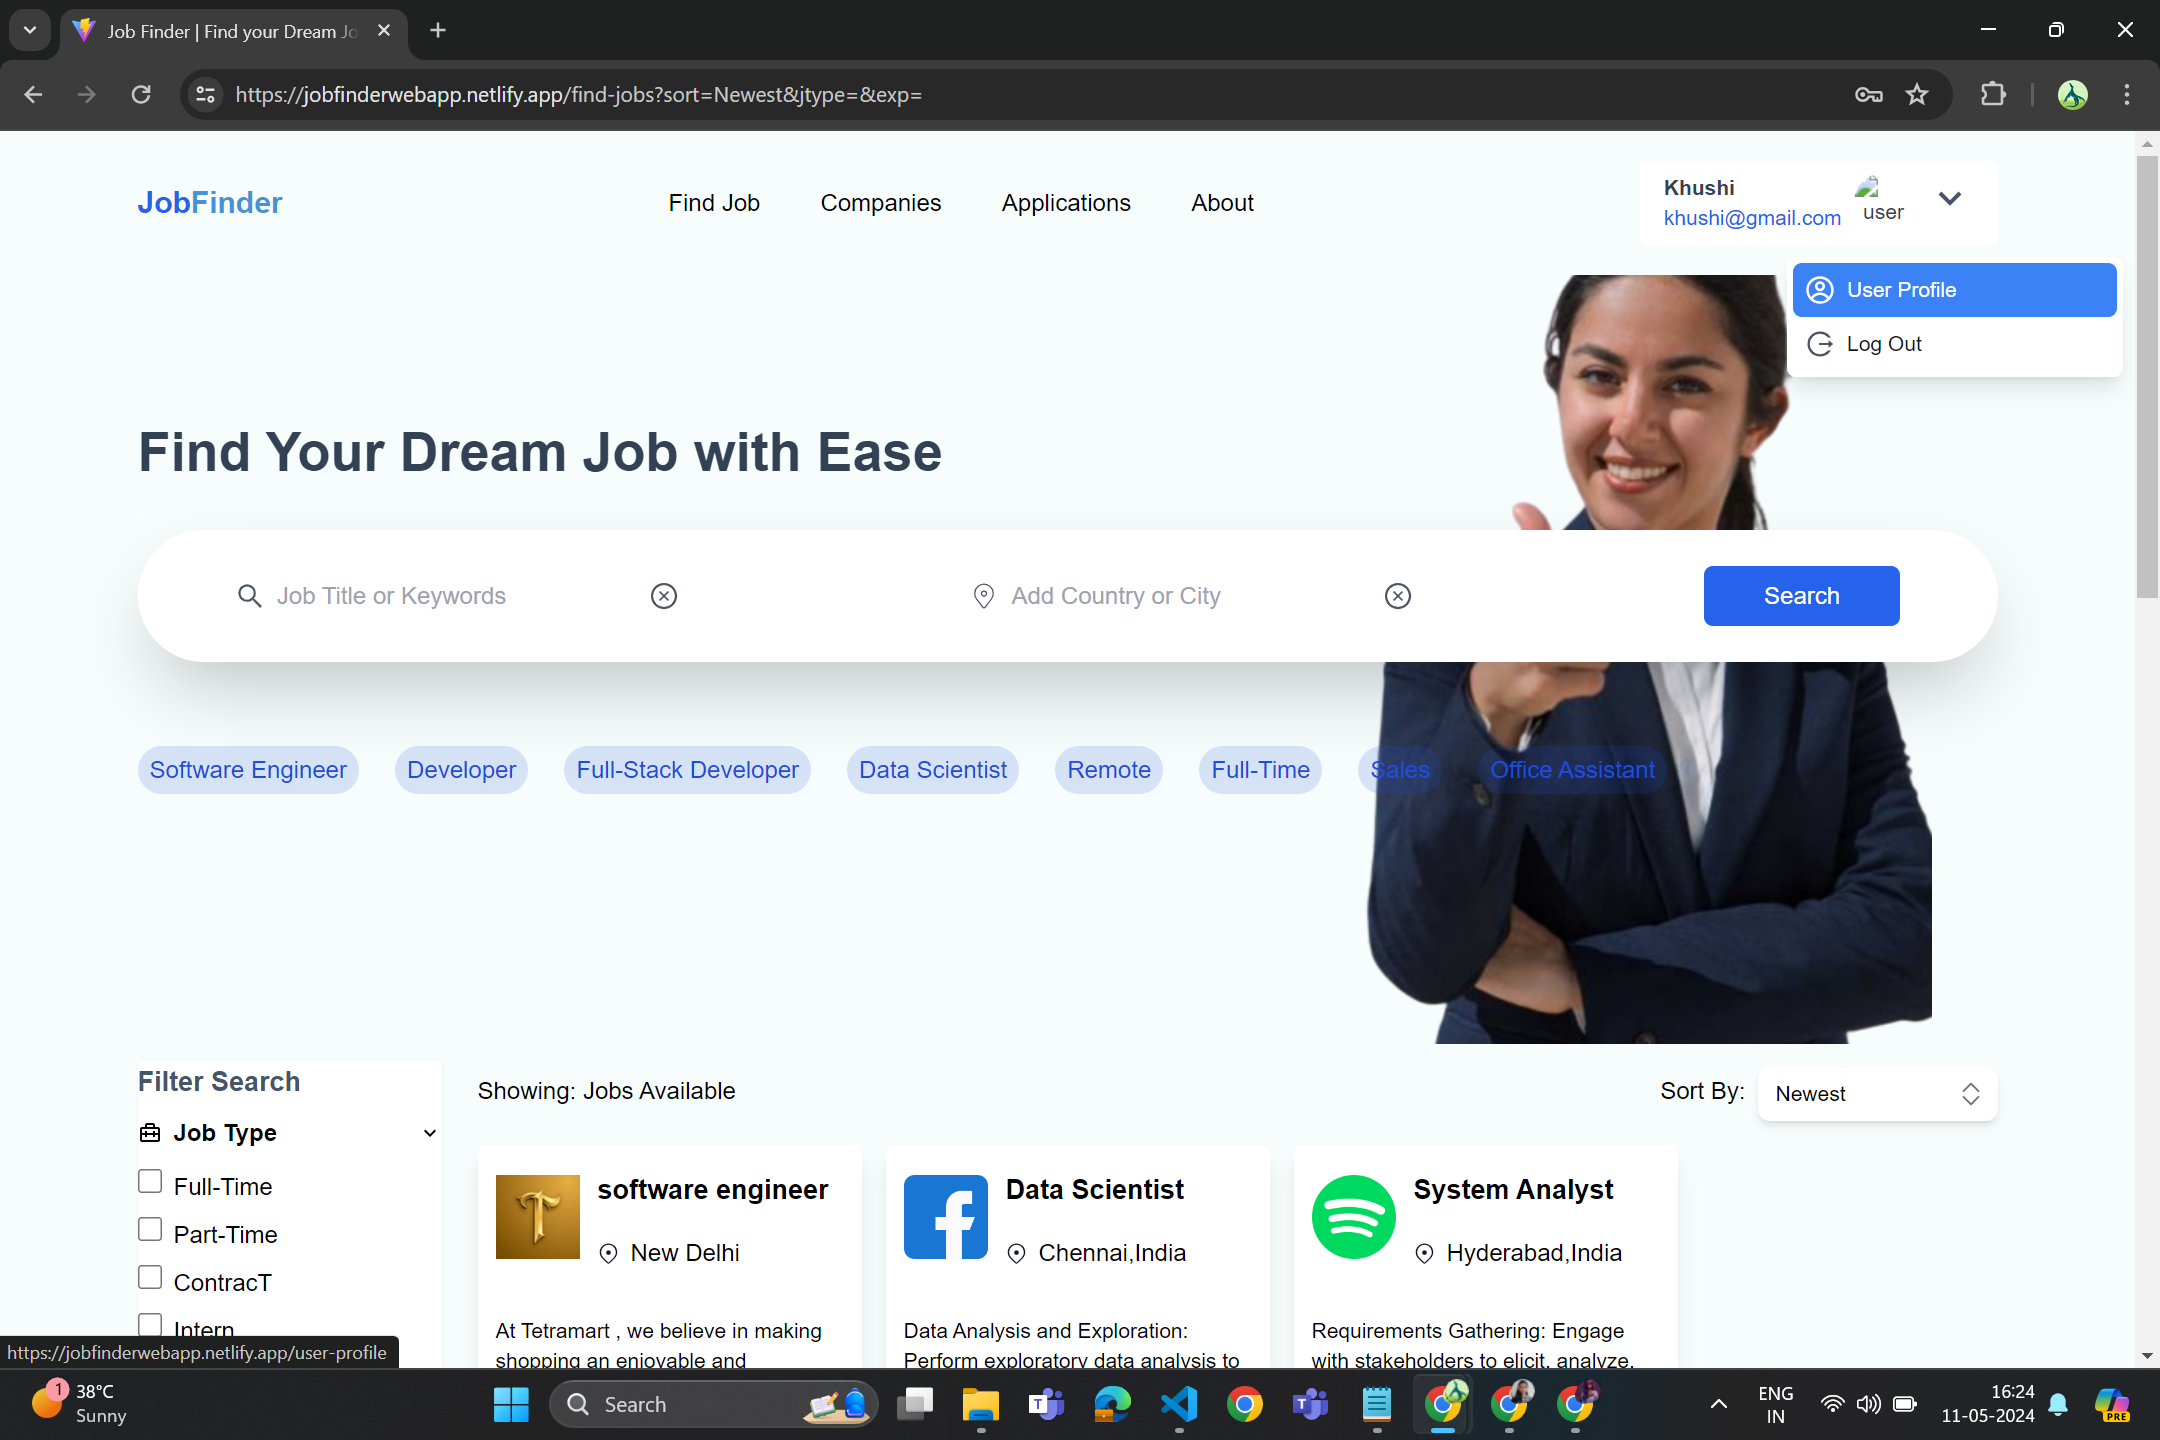 Job Finder | Find your Dream Jo
https://jobfinderwebapp.netlify.app/find-jobs?sort=Newest&jtype=&exp=
JobFinder
Find Job
Companies
Applications
About
Khushi
khushi@gmail.com
user
User Profile
Log Out
Find Your Dream Job with Ease
Job Title or Keywords
Add Country or City
Search
Software Engineer
Developer
Full-Stack Developer
Data Scientist
Remote
Full-Time
Sales
Office Assistant
Filter Search
Job Type
Full-Time
Part-Time
ContracT
Intern
Showing: Jobs Available
Sort By:
Newest
software engineer
New Delhi
At Tetramart , we believe in making
shopping an enjoyable and
Data Scientist
Chennai,India
Data Analysis and Exploration:
Perform exploratory data analysis to
System Analyst
Hyderabad,India
Requirements Gathering: Engage
with stakeholders to elicit, analyze,
https://jobfinderwebapp.netlify.app/user-profile
1
38°C
Sunny
Search
ENG
IN
16:24
11-05-2024
PRE